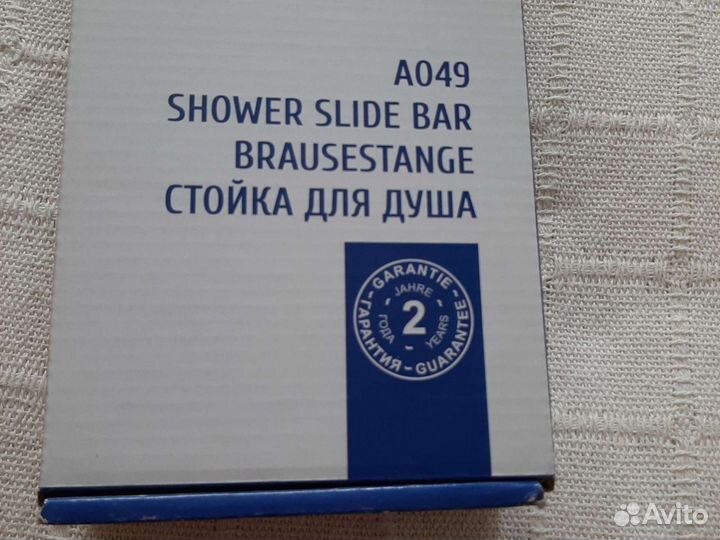 A049
SHOWER SLIDE BAR
BRAUSESTANGE
СТОЙКА ДЛЯ ДУША
GARANTIE
GUARANTEE
ГАРАНТИЯ
JAHRE
YEARS
ГОДА
2
Avito